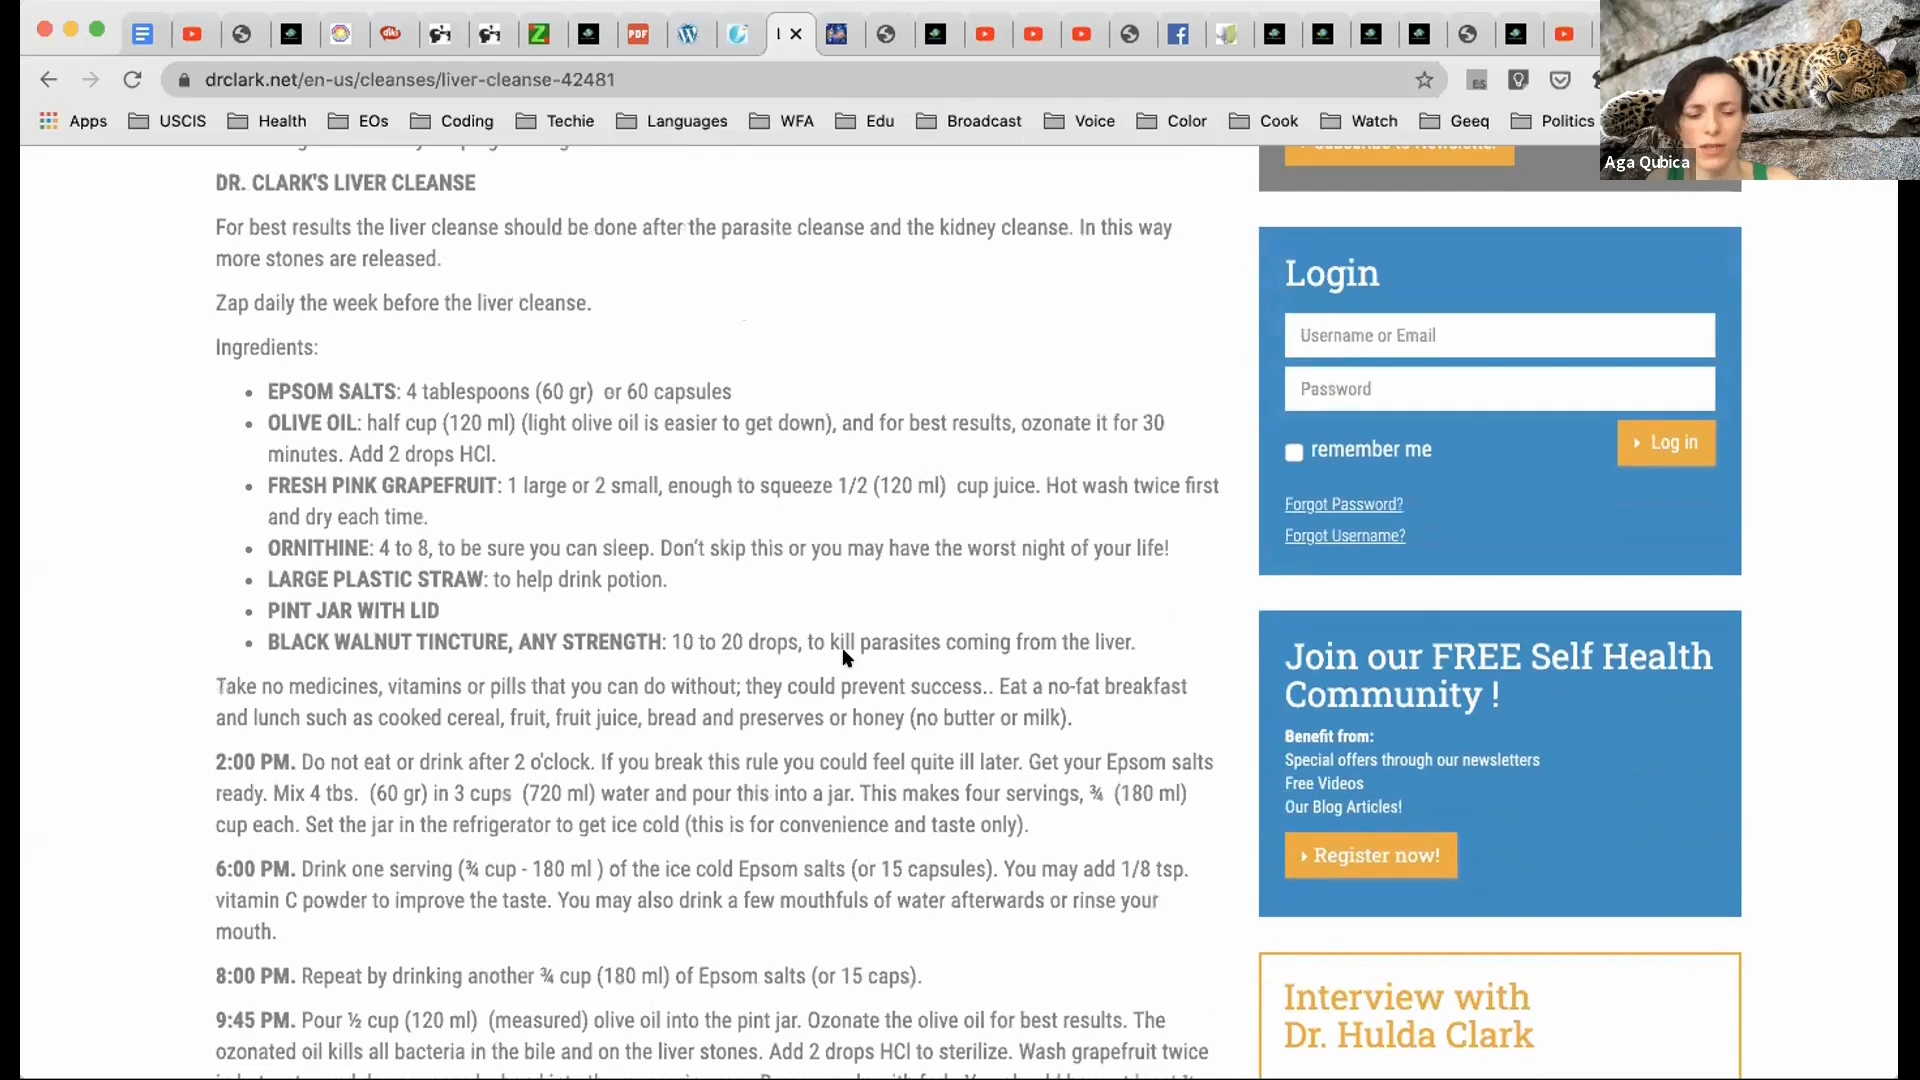 drclark.net/en-us/cleanses/liver-cleanse-42481
Apps USCIS Health EOs Coding Techie Languages WFA Edu Broadcast Voice Color Cook Watch Geeq Politics
Aga Qubica
DR. CLARK'S LIVER CLEANSE
For best results the liver cleanse should be done after the parasite cleanse and the kidney cleanse. In this way
more stones are released.
Zap daily the week before the liver cleanse.
Ingredients:
• EPSOM SALTS: 4 tablespoons (60 gr) or 60 capsules
• OLIVE OIL: half cup (120 ml) (light olive oil is easier to get down), and for best results, ozonate it for 30
minutes. Add 2 drops HCl.
• FRESH PINK GRAPEFRUIT: 1 large or 2 small, enough to squeeze 1/2 (120 ml) cup juice. Hot wash twice first
and dry each time.
• ORNITHINE: 4 to 8, to be sure you can sleep. Don't skip this or you may have the worst night of your life!
• LARGE PLASTIC STRAW: to help drink potion.
• PINT JAR WITH LID
• BLACK WALNUT TINCTURE, ANY STRENGTH: 10 to 20 drops, to kill parasites coming from the liver.
Take no medicines, vitamins or pills that you can do without; they could prevent success.. Eat a no-fat breakfast
and lunch such as cooked cereal, fruit, fruit juice, bread and preserves or honey (no butter or milk).
2:00 PM. Do not eat or drink after 2 o'clock. If you break this rule you could feel quite ill later. Get your Epsom salts
ready. Mix 4 tbs. (60 gr) in 3 cups (720 ml) water and pour this into a jar. This makes four servings, ¾ (180 ml)
cup each. Set the jar in the refrigerator to get ice cold (this is for convenience and taste only).
6:00 PM. Drink one serving (¾ cup - 180 ml ) of the ice cold Epsom salts (or 15 capsules). You may add 1/8 tsp.
vitamin C powder to improve the taste. You may also drink a few mouthfuls of water afterwards or rinse your
mouth.
8:00 PM. Repeat by drinking another ¾ cup (180 ml) of Epsom salts (or 15 caps).
9:45 PM. Pour ½ cup (120 ml) (measured) olive oil into the pint jar. Ozonate the olive oil for best results. The
ozonated oil kills all bacteria in the bile and on the liver stones. Add 2 drops HCl to sterilize. Wash grapefruit twice
Login
Username or Email
Password
remember me
Log in
Forgot Password?
Forgot Username?
Join our FREE Self Health
Community !
Benefit from:
Special offers through our newsletters
Free Videos
Our Blog Articles!
Register now!
Interview with
Dr. Hulda Clark